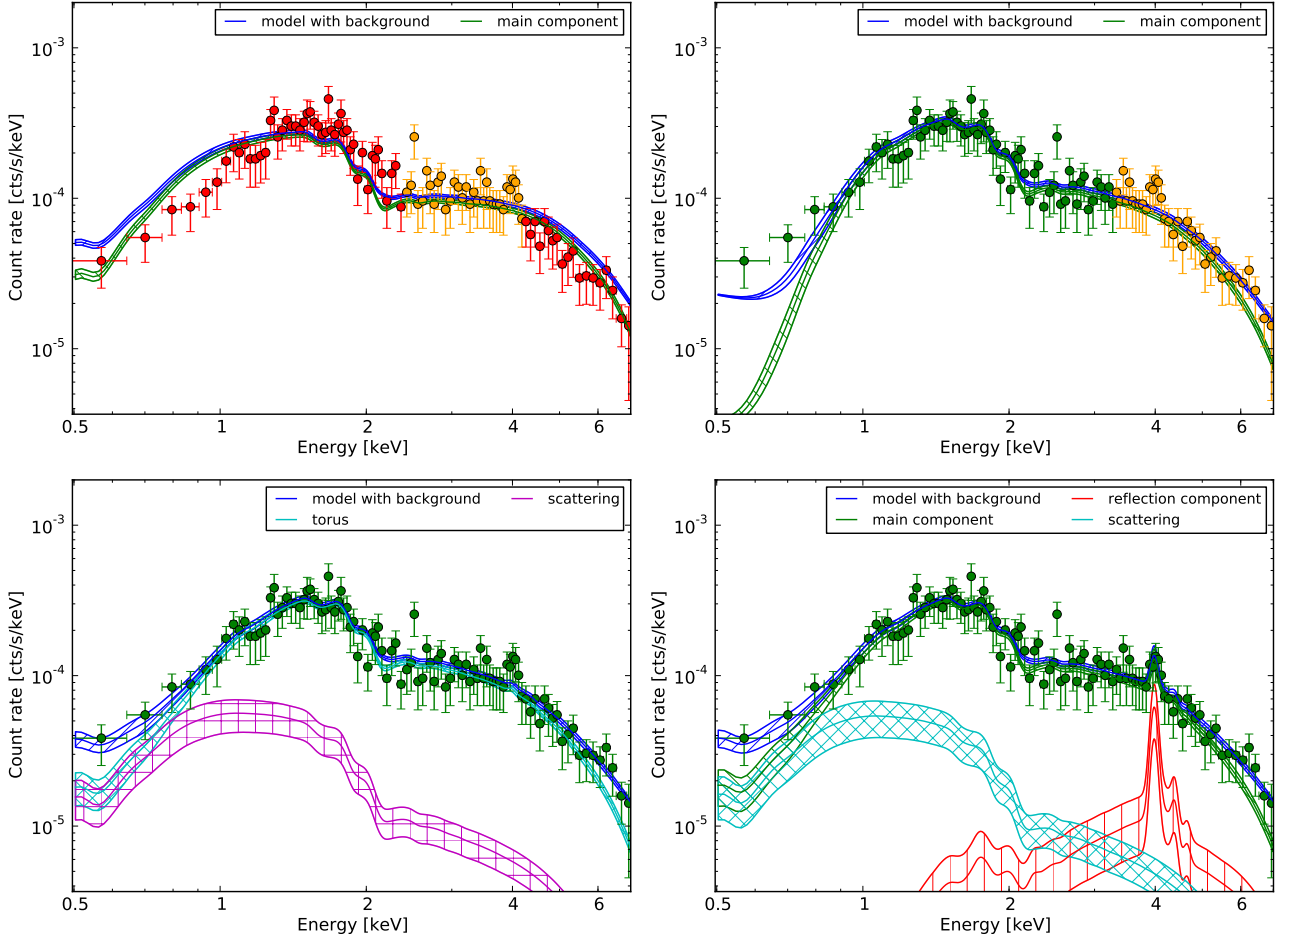 model with background main component
10^-3
10^-4
10^-5
Count rate [cts/s/keV]
0.5 1 2 4 6
Energy [keV]
model with background main component
10^-3
10^-4
10^-5
Count rate [cts/s/keV]
0.5 1 2 4 6
Energy [keV]
model with background scattering
torus
10^-3
10^-4
10^-5
Count rate [cts/s/keV]
0.5 1 2 4 6
Energy [keV]
model with background reflection component
main component scattering
10^-3
10^-4
10^-5
Count rate [cts/s/keV]
0.5 1 2 4 6
Energy [keV]